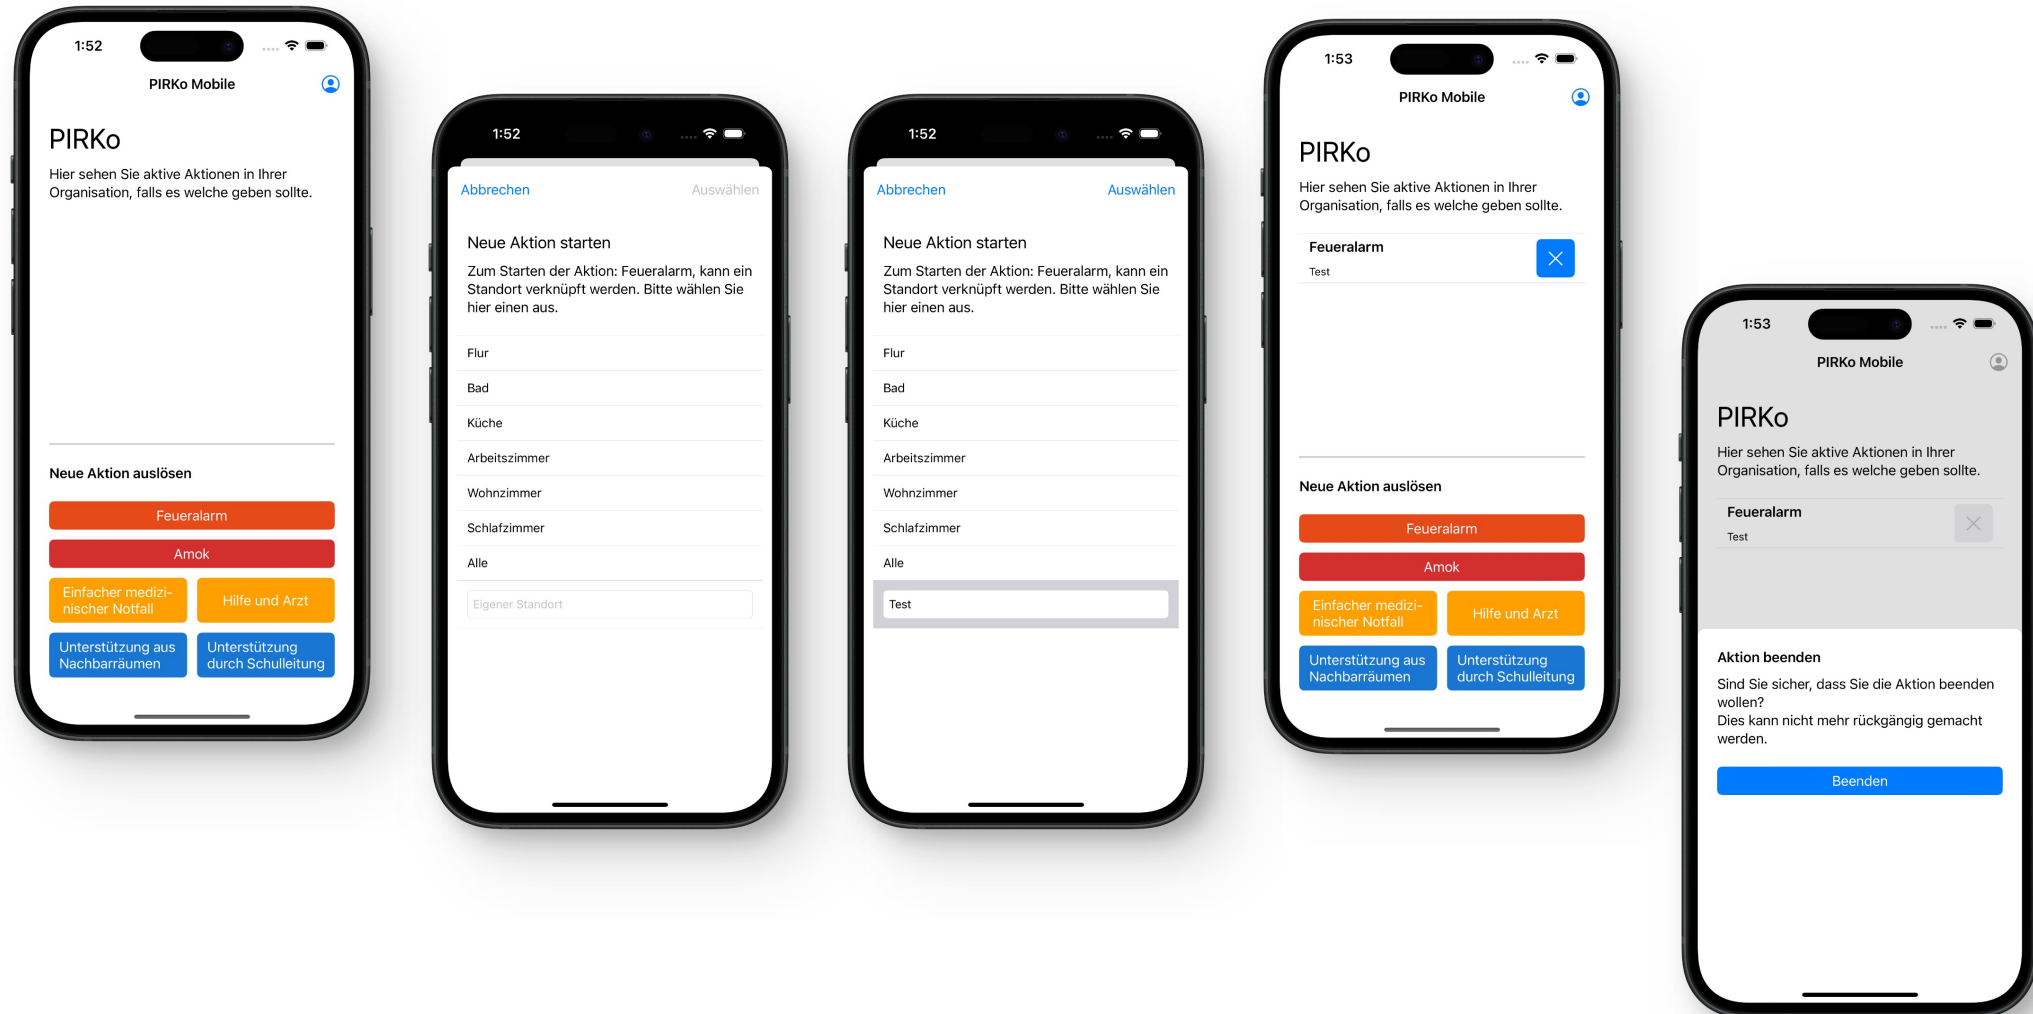 1:52
PIRKo Mobile
PIRKo
Hier sehen Sie aktive Aktionen in Ihrer
Organisation, falls es welche geben sollte.
Neue Aktion auslösen
Feueralarm
Amok
Einfacher medizi-
nischer Notfall
Hilfe und Arzt
Unterstützung aus
Nachbarräumen
Unterstützung
durch Schulleitung
1:52
Abbrechen
Auswählen
Neue Aktion starten
Zum Starten der Aktion: Feueralarm, kann ein
Standort verknüpft werden. Bitte wählen Sie
hier einen aus.
Flur
Bad
Küche
Arbeitszimmer
Wohnzimmer
Schlafzimmer
Alle
Eigener Standort
1:52
Abbrechen
Auswählen
Neue Aktion starten
Zum Starten der Aktion: Feueralarm, kann ein
Standort verknüpft werden. Bitte wählen Sie
hier einen aus.
Flur
Bad
Küche
Arbeitszimmer
Wohnzimmer
Schlafzimmer
Alle
Test
1:53
PIRKo Mobile
PIRKo
Hier sehen Sie aktive Aktionen in Ihrer
Organisation, falls es welche geben sollte.
Feueralarm
Test
Neue Aktion auslösen
Feueralarm
Amok
Einfacher medizi-
nischer Notfall
Hilfe und Arzt
Unterstützung aus
Nachbarräumen
Unterstützung
durch Schulleitung
1:53
PIRKo Mobile
PIRKo
Hier sehen Sie aktive Aktionen in Ihrer
Organisation, falls es welche geben sollte.
Feueralarm
Test
Aktion beenden
Sind Sie sicher, dass Sie die Aktion beenden
wollen?
Dies kann nicht mehr rückgängig gemacht
werden.
Beenden